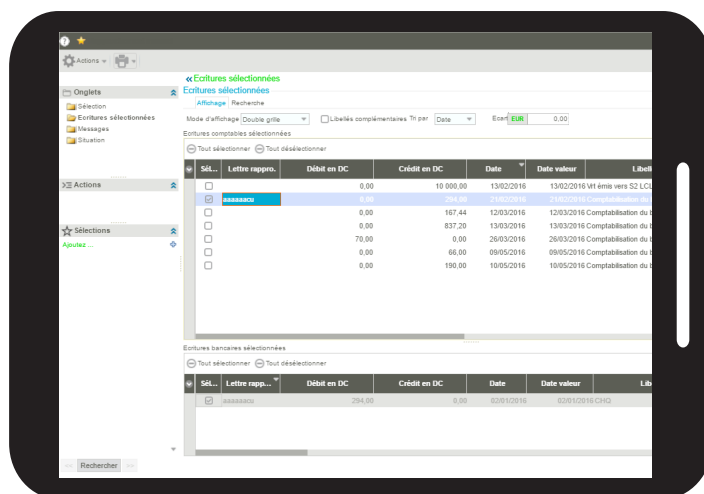 Actions
Onglets
Sélection
Ecritures sélectionnées
Messages
Situation
Actions
Sélections
Ajoutez...
Rechercher
Ecritures sélectionnées
Ecritures sélectionnées
Affichage Recherche
Mode d'affichage Double grille Libellés complémentaires Tri par Date Ecart EUR 0,00
Ecritures comptables sélectionnées
Tout sélectionner Tout désélectionner
Sél... Lettre rappro. Débit en DC Crédit en DC Date Date valeur Libell
0,00 10 000,00 13/02/2016 13/02/2016 Vrt émis vers S2 LCL
aaaaaacu 0,00 294,00 21/02/2016 21/02/2016 Comptabilisation du b
0,00 167,44 12/03/2016 12/03/2016 Comptabilisation du b
0,00 837,20 13/03/2016 13/03/2016 Comptabilisation du b
70,00 0,00 26/03/2016 26/03/2016 Comptabilisation du t
0,00 66,00 09/05/2016 09/05/2016 Comptabilisation du b
0,00 190,00 10/05/2016 10/05/2016 Comptabilisation du b
Ecritures bancaires sélectionnées
Tout sélectionner Tout désélectionner
Sél... Lettre rapp... Débit en DC Crédit en DC Date Date valeur Lib
aaaaaacu 294,00 0,00 02/01/2016 02/01/2016 CHQ